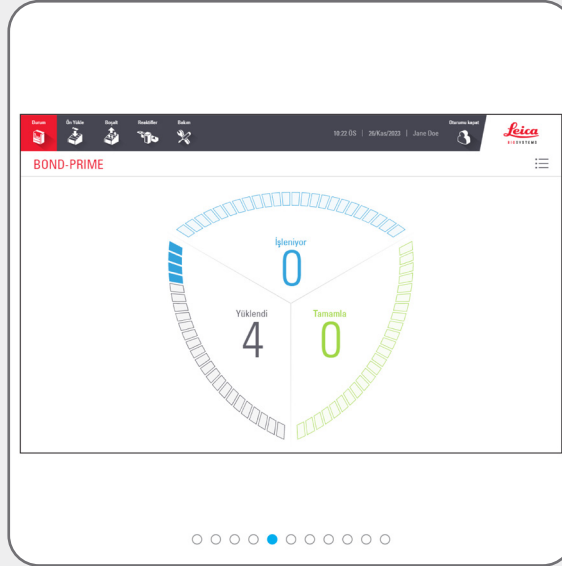 Durum
Ön Yükle
Boşalt
Reaktifler
Bakım
10:22 ÖS | 26/Kas/2023 | Jane Doe
Oturumu kapat
Leica
BIOSYSTEMS
BOND-PRIME
İşleniyor
0
Yüklendi
4
Tamamla
0